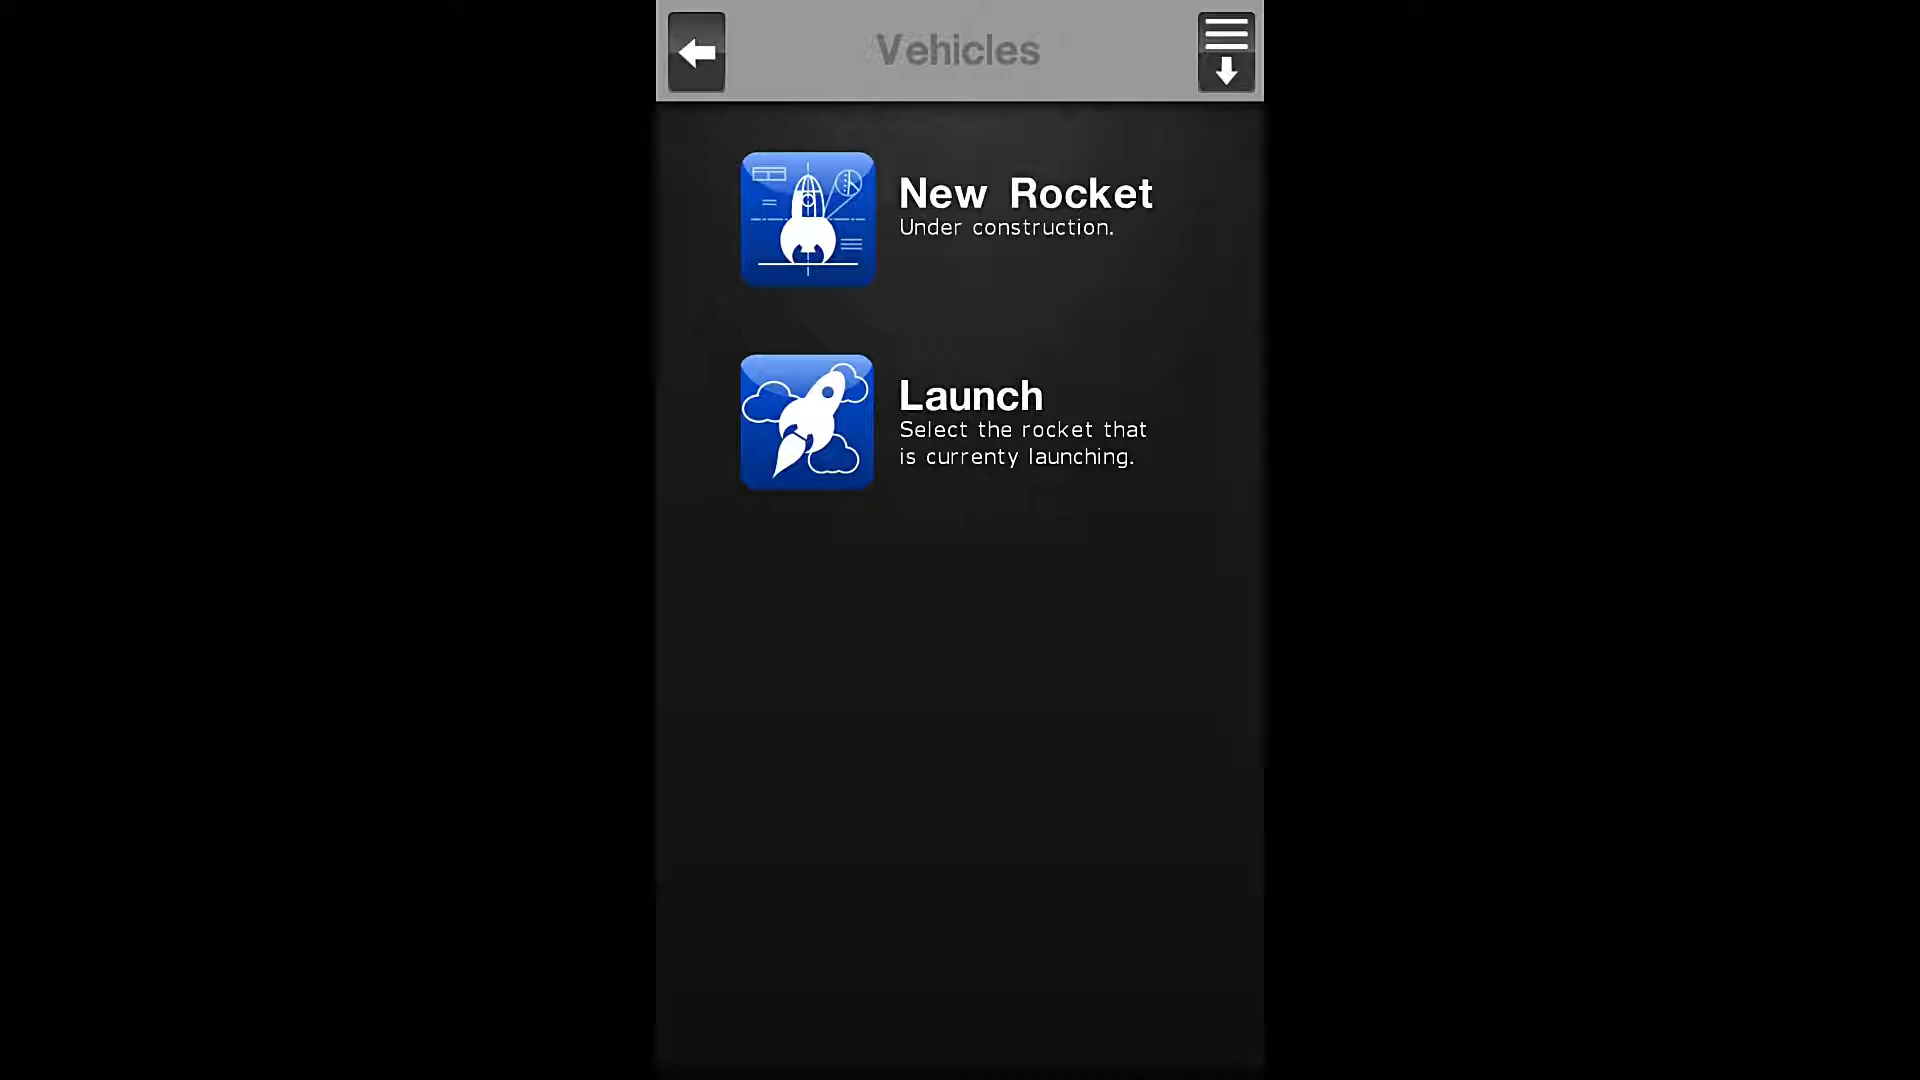 Vehicles
New Rocket
Under construction.
Launch
Select the rocket that
is currenty launching.